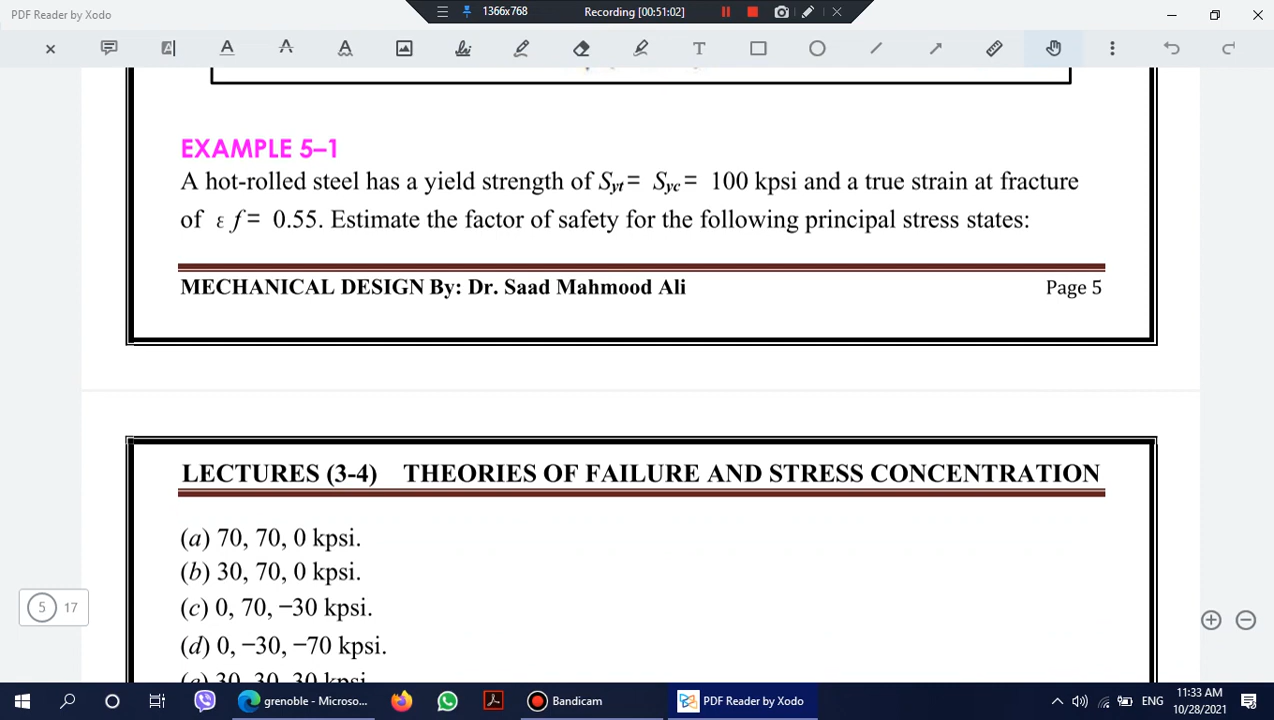 PDF Reader by Xodo
1366x768
Recording [00:51:02]
EXAMPLE 5–1
A hot-rolled steel has a yield strength of Syt= Syc= 100 kpsi and a true strain at fracture
of ε f= 0.55. Estimate the factor of safety for the following principal stress states:
MECHANICAL DESIGN By: Dr. Saad Mahmood Ali
Page 5
LECTURES (3-4) THEORIES OF FAILURE AND STRESS CONCENTRATION
(a) 70, 70, 0 kpsi.
(b) 30, 70, 0 kpsi.
(c) 0, 70, −30 kpsi.
(d) 0, −30, −70 kpsi.
(e) 30, 30, 30 kpsi
5 17
grenoble - Microso...
Bandicam
PDF Reader by Xodo
ENG
11:33 AM
10/28/2021